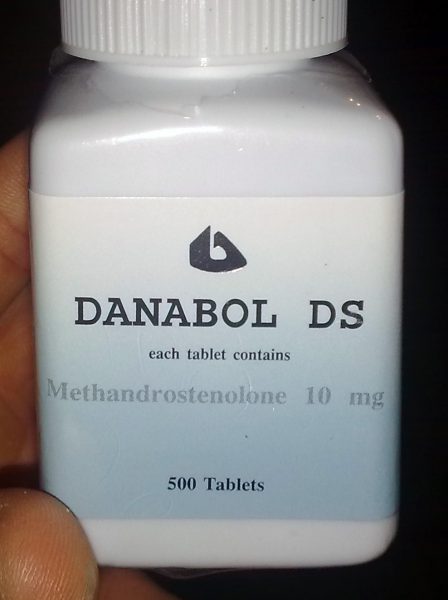 DANABOL DS
each tablet contains
Methandrostenolone 10 mg
500 Tablets